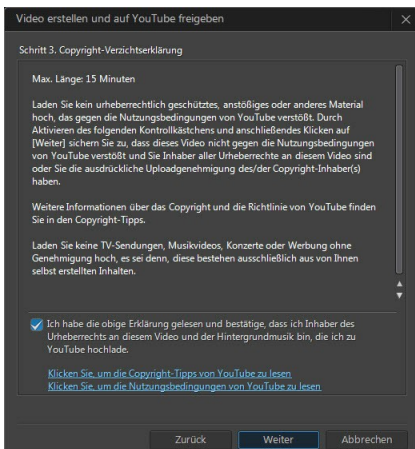 Video erstellen und auf YouTube freigeben
Schritt 3. Copyright-Verzichtserklärung
Max. Länge: 15 Minuten
Laden Sie kein urheberrechtlich geschütztes, anstößiges oder anderes Material
hoch, das gegen die Nutzungsbedingungen von YouTube verstößt. Durch
Aktivieren des folgenden Kontrollkästchens und anschließendes Klicken auf
[Weiter] sichern Sie zu, dass dieses Video nicht gegen die Nutzungsbedingungen
von YouTube verstößt und Sie Inhaber aller Urheberrechte an diesem Video sind
oder Sie die ausdrückliche Uploadgenehmigung des/der Copyright-Inhaber(s)
haben.
Weitere Informationen über das Copyright und die Richtlinie von YouTube finden
Sie in den Copyright-Tipps.
Laden Sie keine TV-Sendungen, Musikvideos, Konzerte oder Werbung ohne
Genehmigung hoch, es sei denn, diese bestehen ausschließlich aus von Ihnen
selbst erstellten Inhalten.
Ich habe die obige Erklärung gelesen und bestätige, dass ich Inhaber des
Urheberrechts an diesem Video und der Hintergrundmusik bin, die ich zu
YouTube hochlade.
Klicken Sie, um die Copyright-Tipps von YouTube zu lesen
Klicken Sie, um die Nutzungsbedingungen von YouTube zu lesen
Zurück Weiter Abbrechen